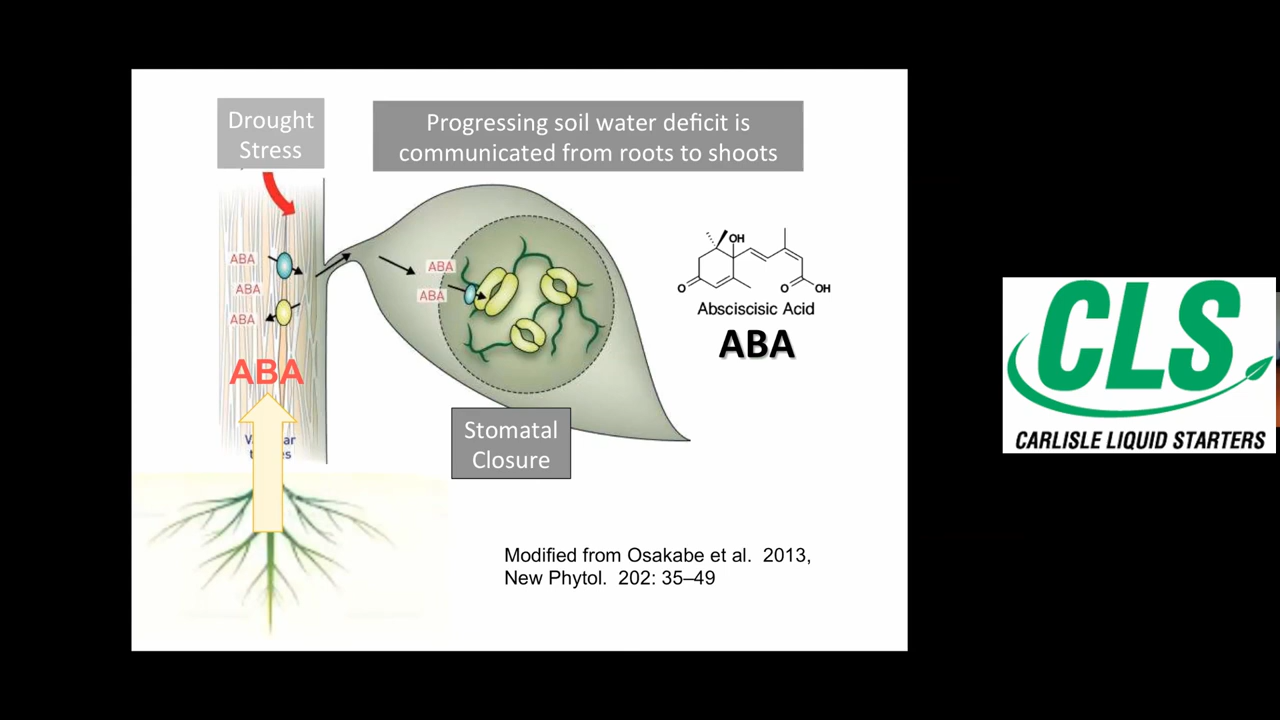 Drought
Stress
Progressing soil water deficit is
communicated from roots to shoots
ABA
ABA
ABA
ABA
ABA
ABA
OH
O
O
OH
Absciscisic Acid
ABA
Stomatal
Closure
Modified from Osakabe et al. 2013,
New Phytol. 202: 35–49
CLS
CARLISLE LIQUID STARTERS